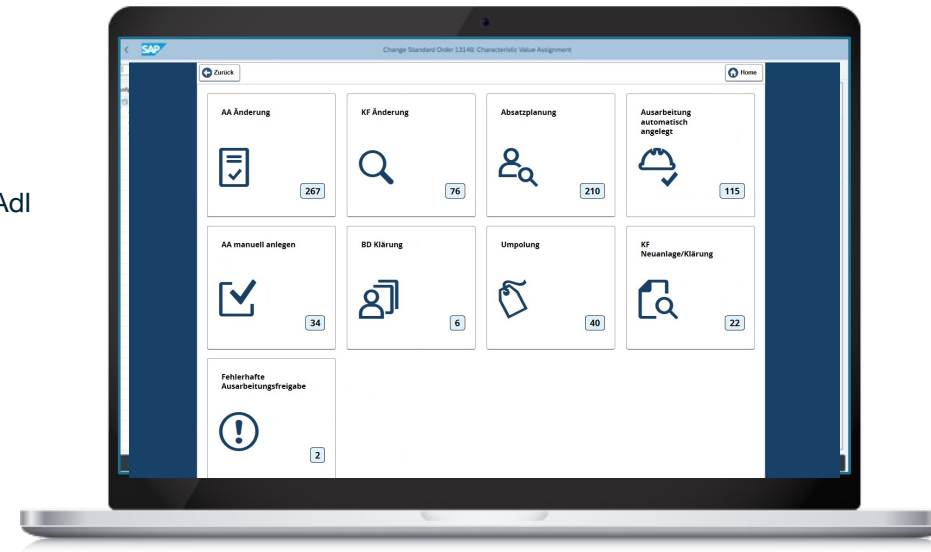 SAP
Change Standard Order 13148: Characteristic Value Assignment
Zurück
Home
AA Änderung
267
KF Änderung
76
Absatzplanung
210
Ausarbeitung
automatisch
angelegt
115
Adl
AA manuell anlegen
34
BD Klärung
6
Umpolung
40
KF
Neuanlage/Klärung
22
Fehlerhafte
Ausarbeitungsfreigabe
2